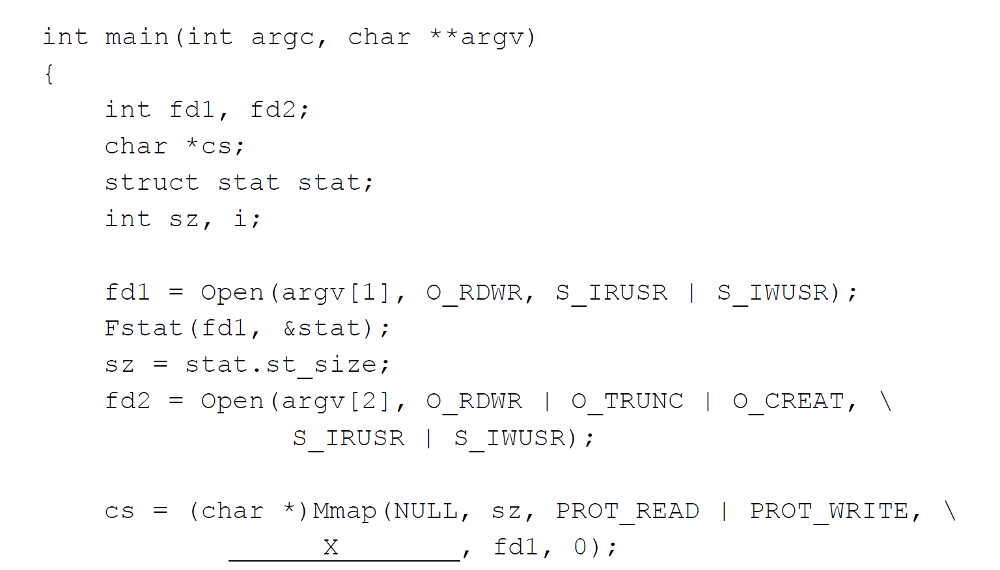 int main(int argc, char **argv)
{
    int fd1, fd2;
    char *cs;
    struct stat stat;
    int sz, i;

    fd1 = Open(argv[1], O_RDWR, S_IRUSR | S_IWUSR);
    Fstat(fd1, &stat);
    sz = stat.st_size;
    fd2 = Open(argv[2], O_RDWR | O_TRUNC | O_CREAT, \
                S_IRUSR | S_IWUSR);

    cs = (char *)Mmap(NULL, sz, PROT_READ | PROT_WRITE, \
            X, fd1, 0);